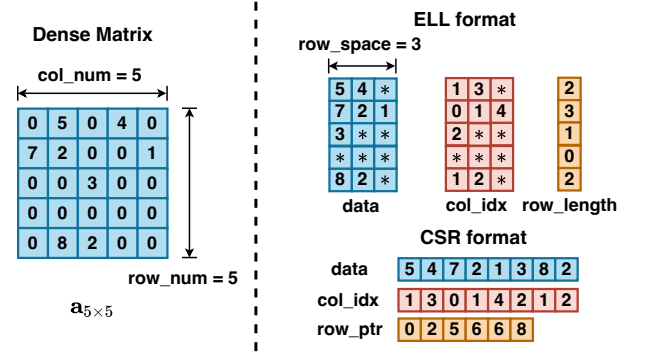 Dense Matrix
col_num = 5
0 5 0 4 0
7 2 0 0 1
0 0 3 0 0
0 0 0 0 0
0 8 2 0 0
row_num = 5
a5×5
ELL format
row_space = 3
5 4 *
7 2 1
3 * *
* * *
8 2 *
data
1 3 *
0 1 4
2 * *
* * *
1 2 *
col_idx
2
3
1
0
2
row_length
CSR format
data 5 4 7 2 1 3 8 2
col_idx 1 3 0 1 4 2 1 2
row_ptr 0 2 5 6 6 8